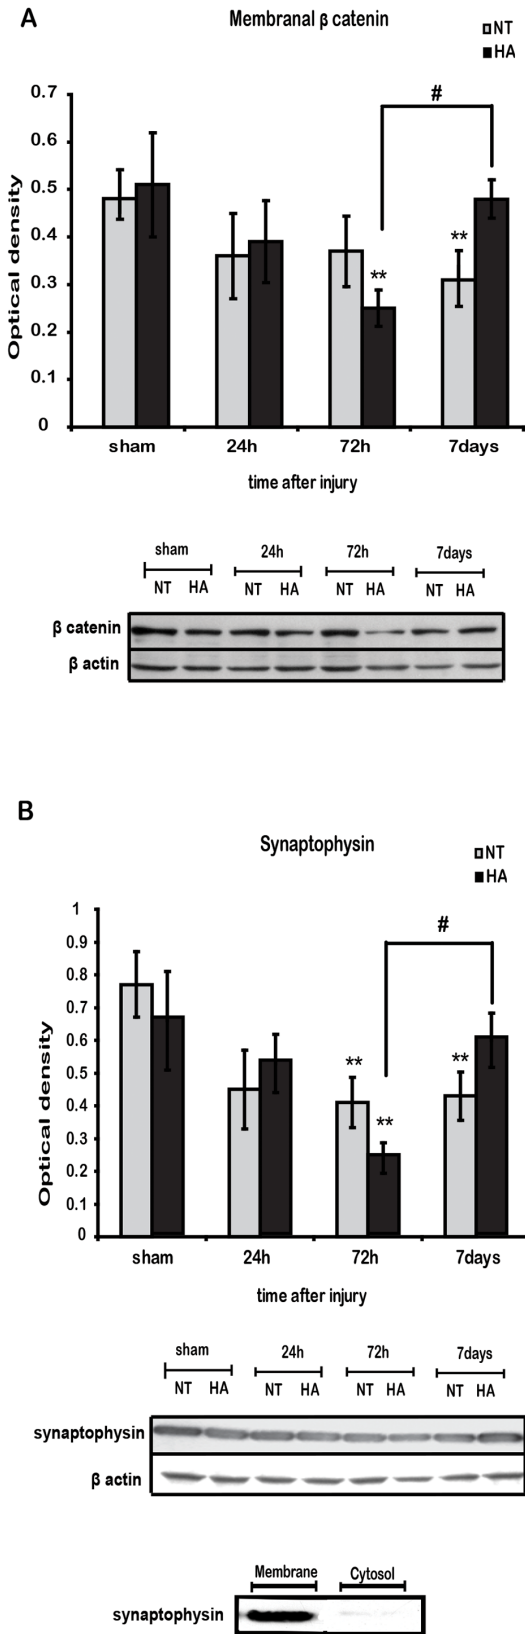 A
Membranal β catenin
NT
HA
#
0.7
0.6
0.5
0.4
0.3
0.2
0.1
0
Optical density
**
**
sham 24h 72h 7days
time after injury
sham 24h 72h 7days
NT HA NT HA NT HA NT HA
β catenin
β actin
B
Synaptophysin
NT
HA
#
1
0.9
0.8
0.7
0.6
0.5
0.4
0.3
0.2
0.1
0
Optical density
**
**
**
sham 24h 72h 7days
time after injury
sham 24h 72h 7days
NT HA NT HA NT HA NT HA
synaptophysin
β actin
Membrane Cytosol
synaptophysin